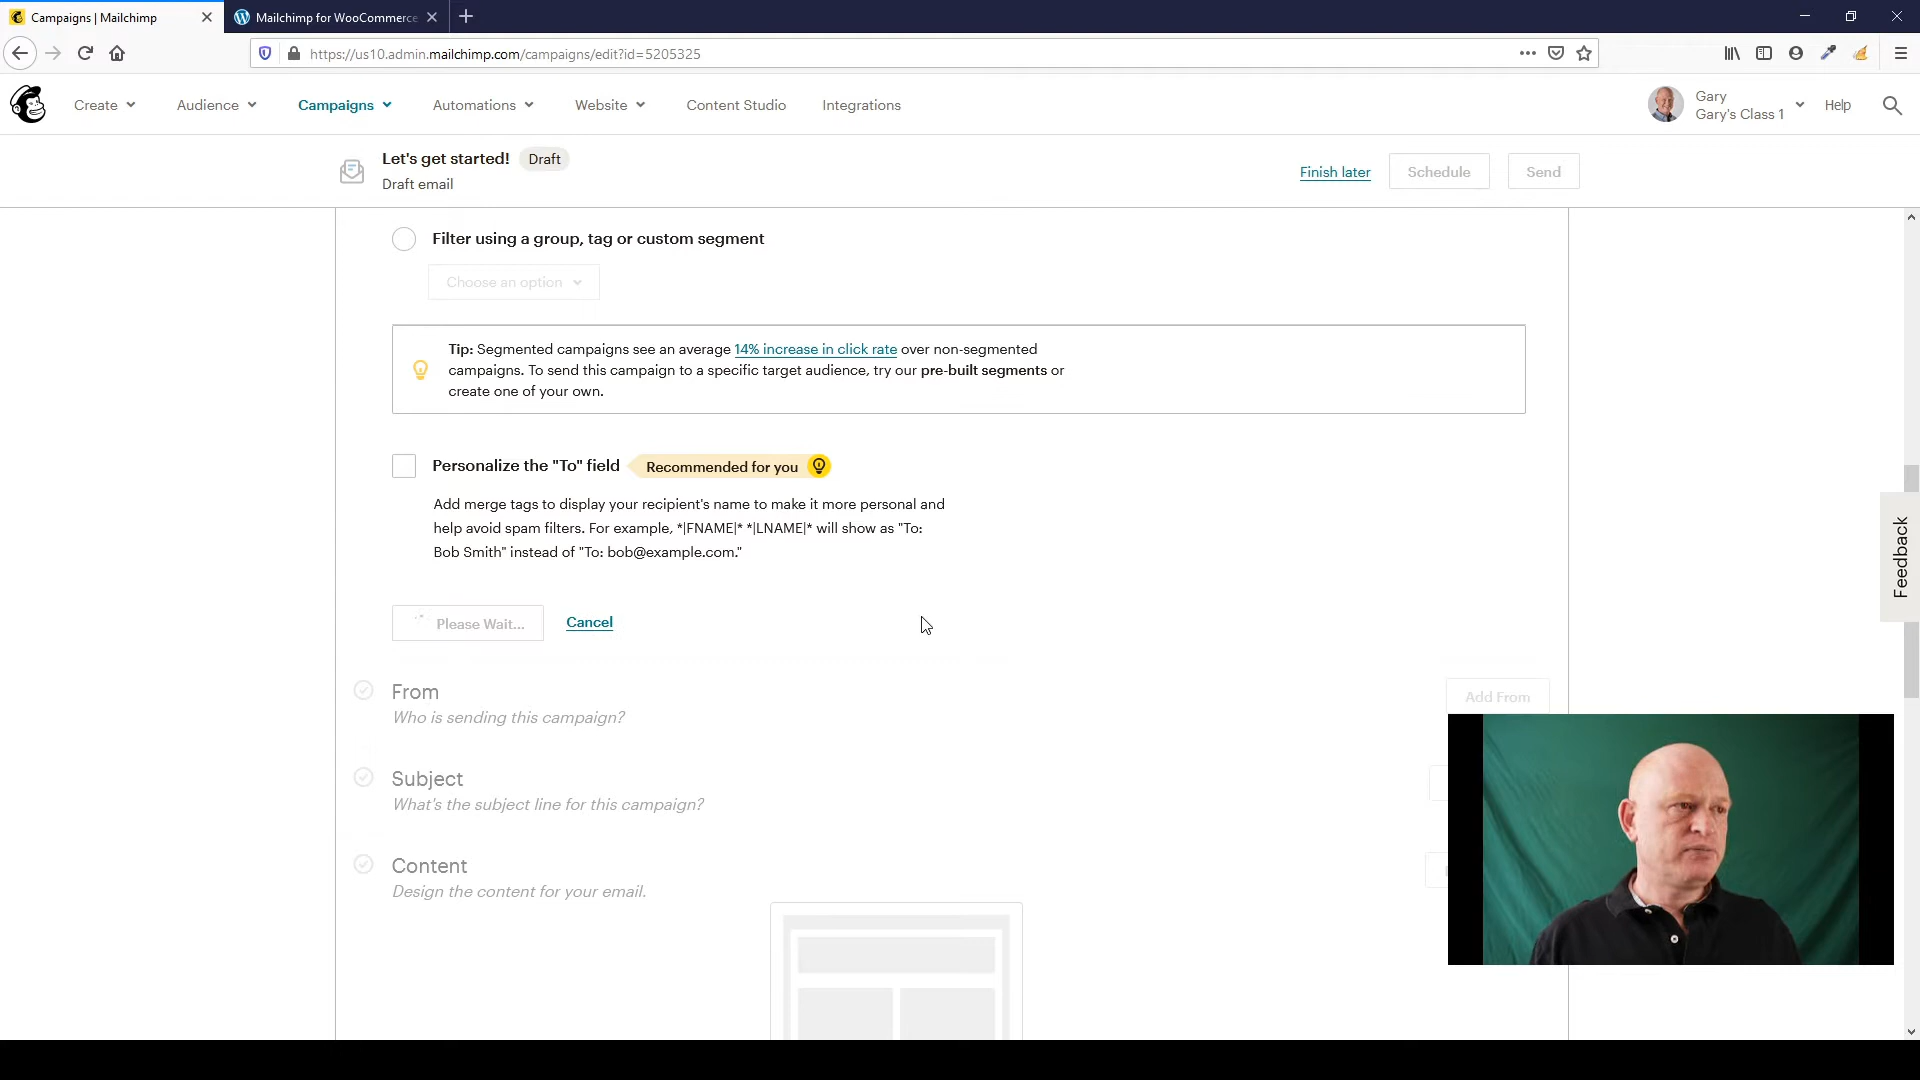 Campaigns | Mailchimp
Mailchimp for WooCommerce
https://us10.admin.mailchimp.com/campaigns/edit?id=5205325
Create
Audience
Campaigns
Automations
Website
Content Studio
Integrations
Gary
Gary's Class 1
Help
Let's get started!
Draft
Draft email
Finish later
Schedule
Send
Filter using a group, tag or custom segment
Choose an option
Tip: Segmented campaigns see an average 14% increase in click rate over non-segmented
campaigns. To send this campaign to a specific target audience, try our pre-built segments or
create one of your own.
Personalize the "To" field
Recommended for you
Add merge tags to display your recipient's name to make it more personal and
help avoid spam filters. For example, *|FNAME|* *|LNAME|* will show as "To:
Bob Smith" instead of "To: bob@example.com."
Please Wait...
Cancel
From
Who is sending this campaign?
Add From
Subject
What's the subject line for this campaign?
Content
Design the content for your email.
Feedback